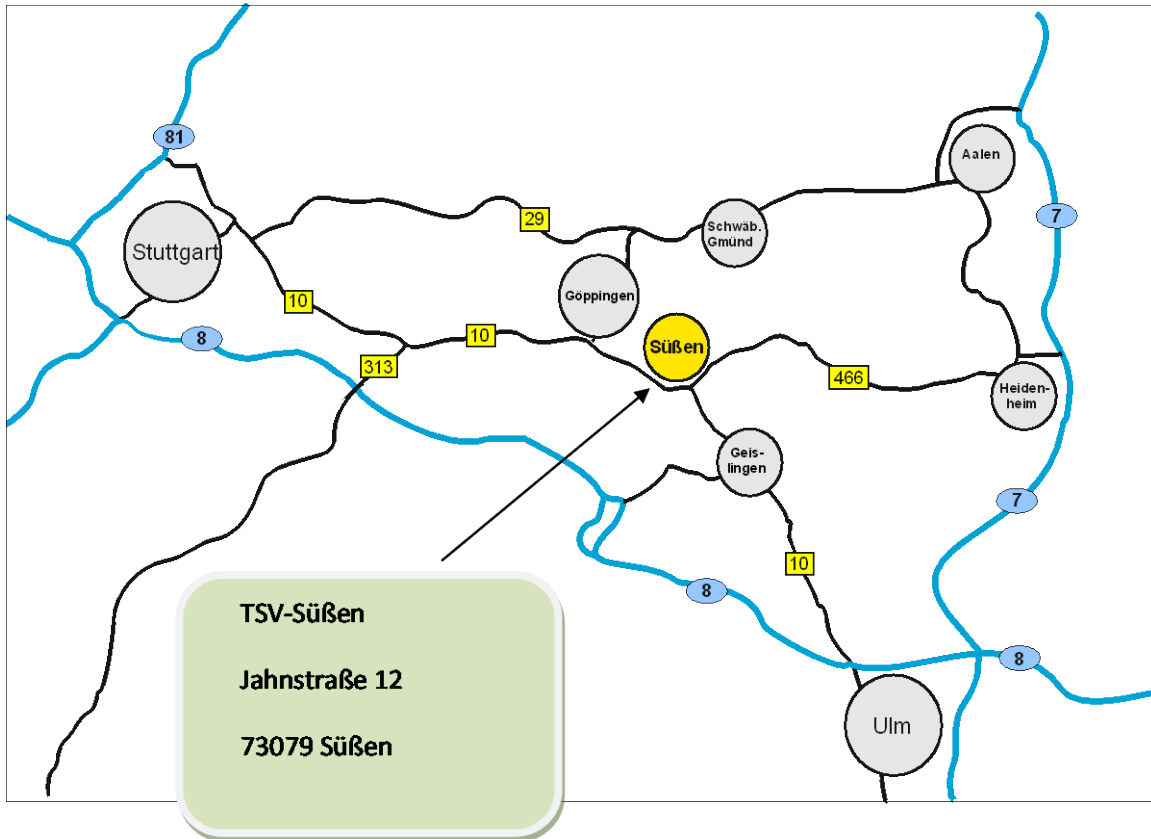 81
29
Aalen
Schwäb.
Gmünd
7
Stuttgart
Göppingen
10
10
8
313
Süßen
466
Heiden-
heim
Geis-
lingen
7
10
8
8
TSV-Süßen
Jahnstraße 12
73079 Süßen
Ulm